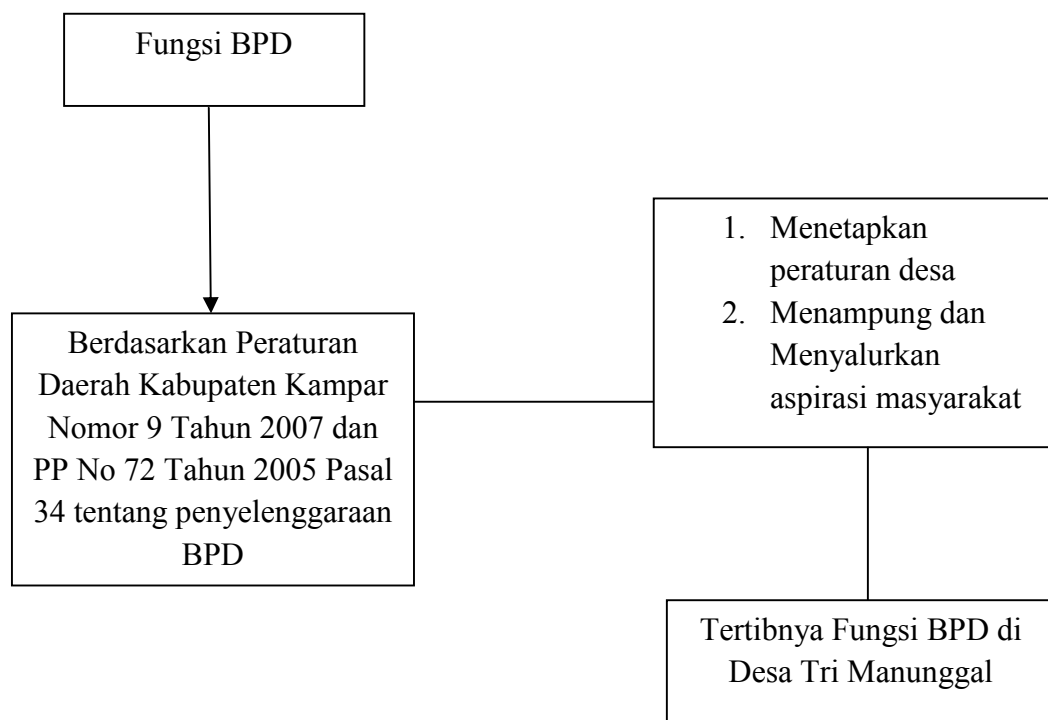 Fungsi BPD
1. Menetapkan
peraturan desa
2. Menampung dan
Menyalurkan
aspirasi masyarakat
Berdasarkan Peraturan
Daerah Kabupaten Kampar
Nomor 9 Tahun 2007 dan
PP No 72 Tahun 2005 Pasal
34 tentang penyelenggaraan
BPD
Tertibnya Fungsi BPD di
Desa Tri Manunggal